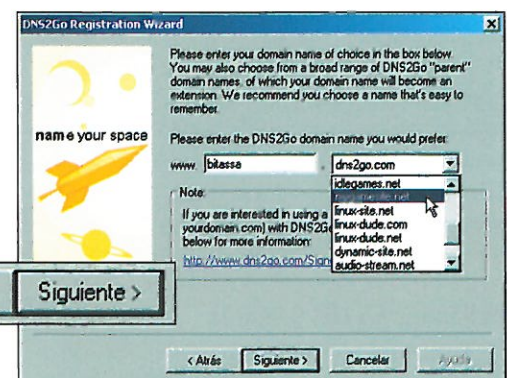 DNS2Go Registration Wizard
Please enter your domain name of choice in the box below.
You may also choose from a broad range of DNS2Go "parent"
domain names, of which your domain name will become an
extension. We recommend you choose a name that's easy to
remember.
name your space
Please enter the DNS2Go domain name you would prefer:
www. bitassa . dns2go.com
idlegames.net
linux-site.net
linux-dude.com
linux-dude.net
dynamic-site.net
audio-stream.net
Note:
If you are interested in using a
yourdomain.com) with DNS2G
below for more information:
http://www.dns2go.com/Sign
Siguiente >
< Atrás
Siguiente >
Cancelar
Ayuda